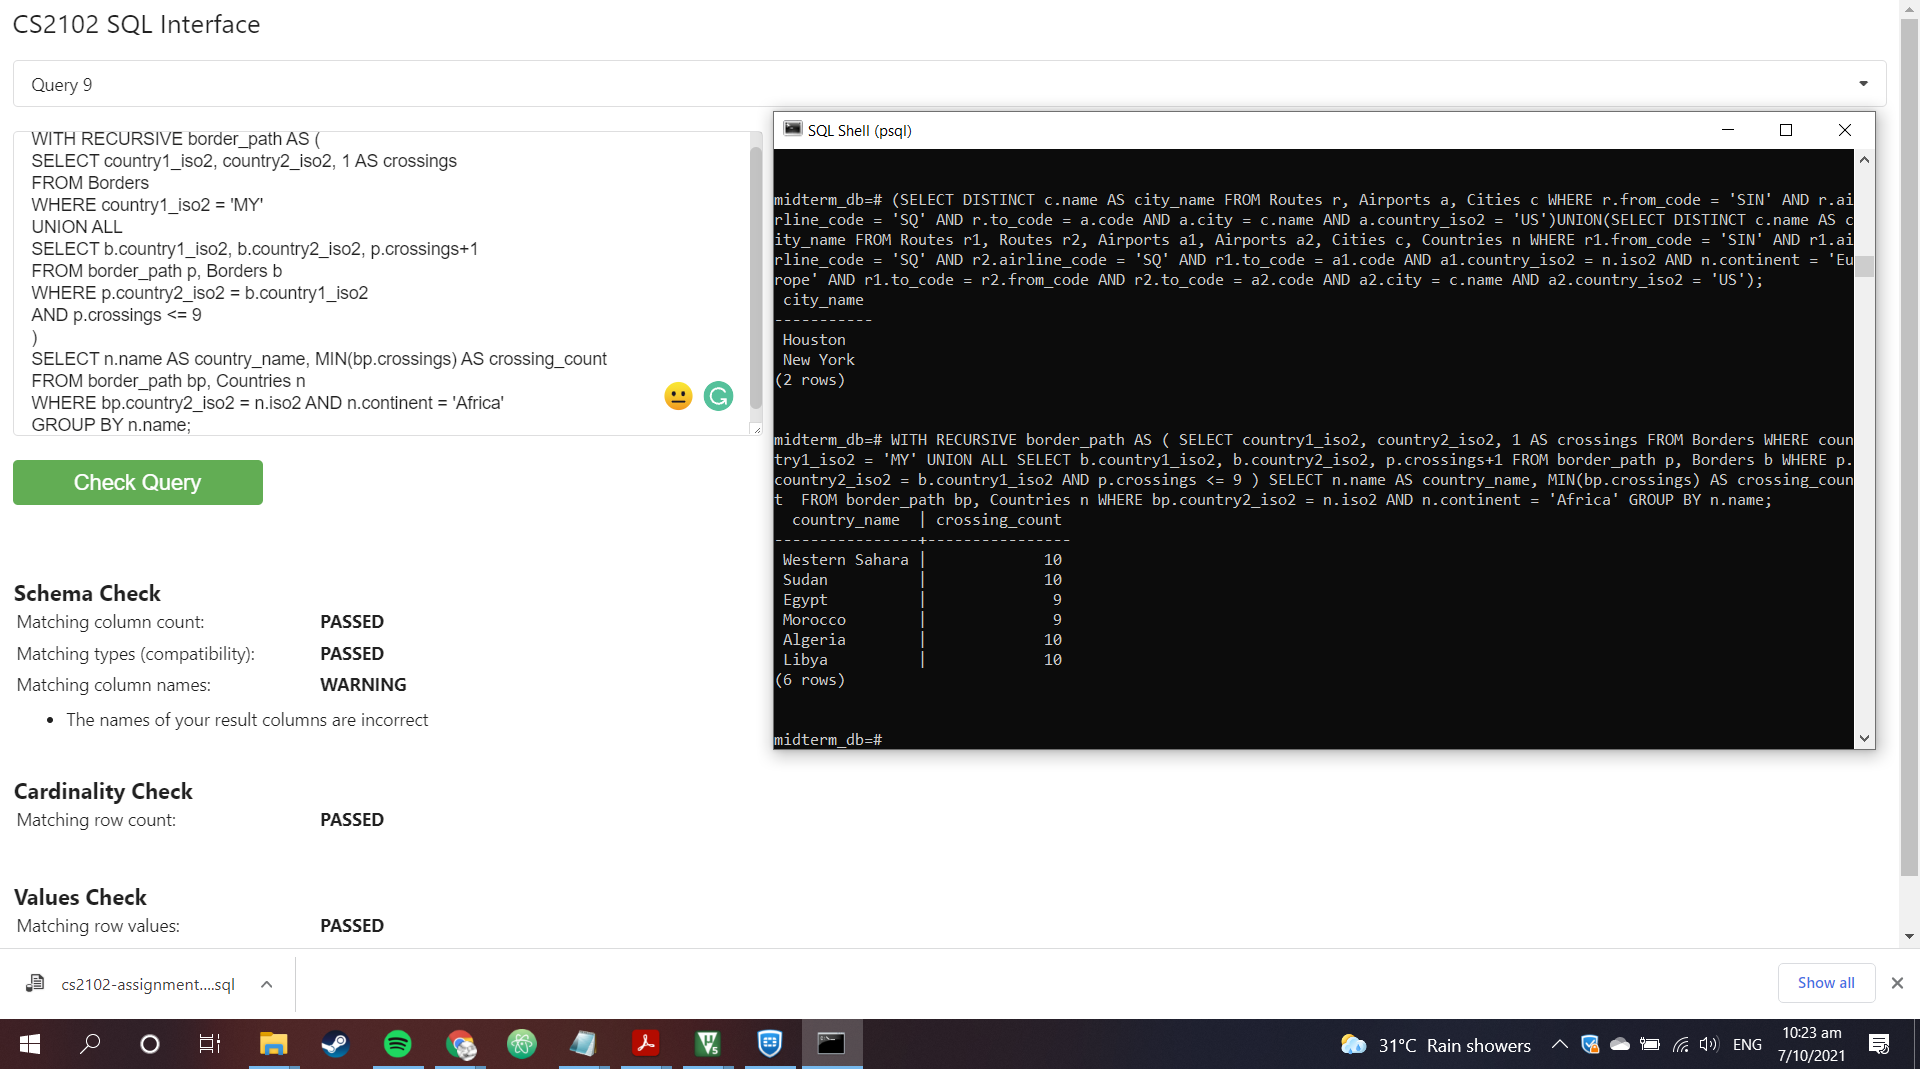 CS2102 SQL Interface
Query 9
WITH RECURSIVE border_path AS (
SELECT country1_iso2, country2_iso2, 1 AS crossings
FROM Borders
WHERE country1_iso2 = 'MY'
UNION ALL
SELECT b.country1_iso2, b.country2_iso2, p.crossings+1
FROM border_path p, Borders b
WHERE p.country2_iso2 = b.country1_iso2
AND p.crossings <= 9
)
SELECT n.name AS country_name, MIN(bp.crossings) AS crossing_count
FROM border_path bp, Countries n
WHERE bp.country2_iso2 = n.iso2 AND n.continent = 'Africa'
GROUP BY n.name;
Check Query
Schema Check
Matching column count: PASSED
Matching types (compatibility): PASSED
Matching column names: WARNING
• The names of your result columns are incorrect
Cardinality Check
Matching row count: PASSED
Values Check
Matching row values: PASSED
SQL Shell (psql)
midterm_db=# (SELECT DISTINCT c.name AS city_name FROM Routes r, Airports a, Cities c WHERE r.from_code = 'SIN' AND r.ai
rline_code = 'SQ' AND r.to_code = a.code AND a.city = c.name AND a.country_iso2 = 'US')UNION(SELECT DISTINCT c.name AS c
ity_name FROM Routes r1, Routes r2, Airports a1, Airports a2, Cities c, Countries n WHERE r1.from_code = 'SIN' AND r1.ai
rline_code = 'SQ' AND r2.airline_code = 'SQ' AND r1.to_code = a1.code AND a1.country_iso2 = n.iso2 AND n.continent = 'Eu
rope' AND r1.to_code = r2.from_code AND r2.to_code = a2.code AND a2.city = c.name AND a2.country_iso2 = 'US');
city_name
-----------
Houston
New York
(2 rows)
midterm_db=# WITH RECURSIVE border_path AS ( SELECT country1_iso2, country2_iso2, 1 AS crossings FROM Borders WHERE coun
try1_iso2 = 'MY' UNION ALL SELECT b.country1_iso2, b.country2_iso2, p.crossings+1 FROM border_path p, Borders b WHERE p.
country2_iso2 = b.country1_iso2 AND p.crossings <= 9 ) SELECT n.name AS country_name, MIN(bp.crossings) AS crossing_coun
t  FROM border_path bp, Countries n WHERE bp.country2_iso2 = n.iso2 AND n.continent = 'Africa' GROUP BY n.name;
country_name | crossing_count
----------------+----------------
Western Sahara | 10
Sudan | 10
Egypt | 9
Morocco | 9
Algeria | 10
Libya | 10
(6 rows)
midterm_db=#
cs2102-assignment....sql
Show all
31°C Rain showers
ENG
10:23 am
7/10/2021